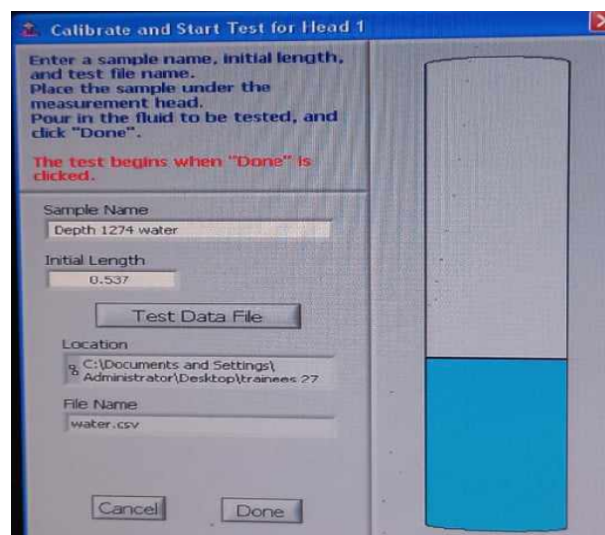 Calibrate and Start Test for Head 1
Enter a sample name, initial length,
and test file name.
Place the sample under the
measurement head.
Pour in the fluid to be tested, and
click "Done".
The test begins when "Done" is
clicked.
Sample Name
Depth 1274 water
Initial Length
0.537
Test Data File
Location
C:\Documents and Settings\
Administrator\Desktop\trainees 27
File Name
water.csv
Cancel
Done